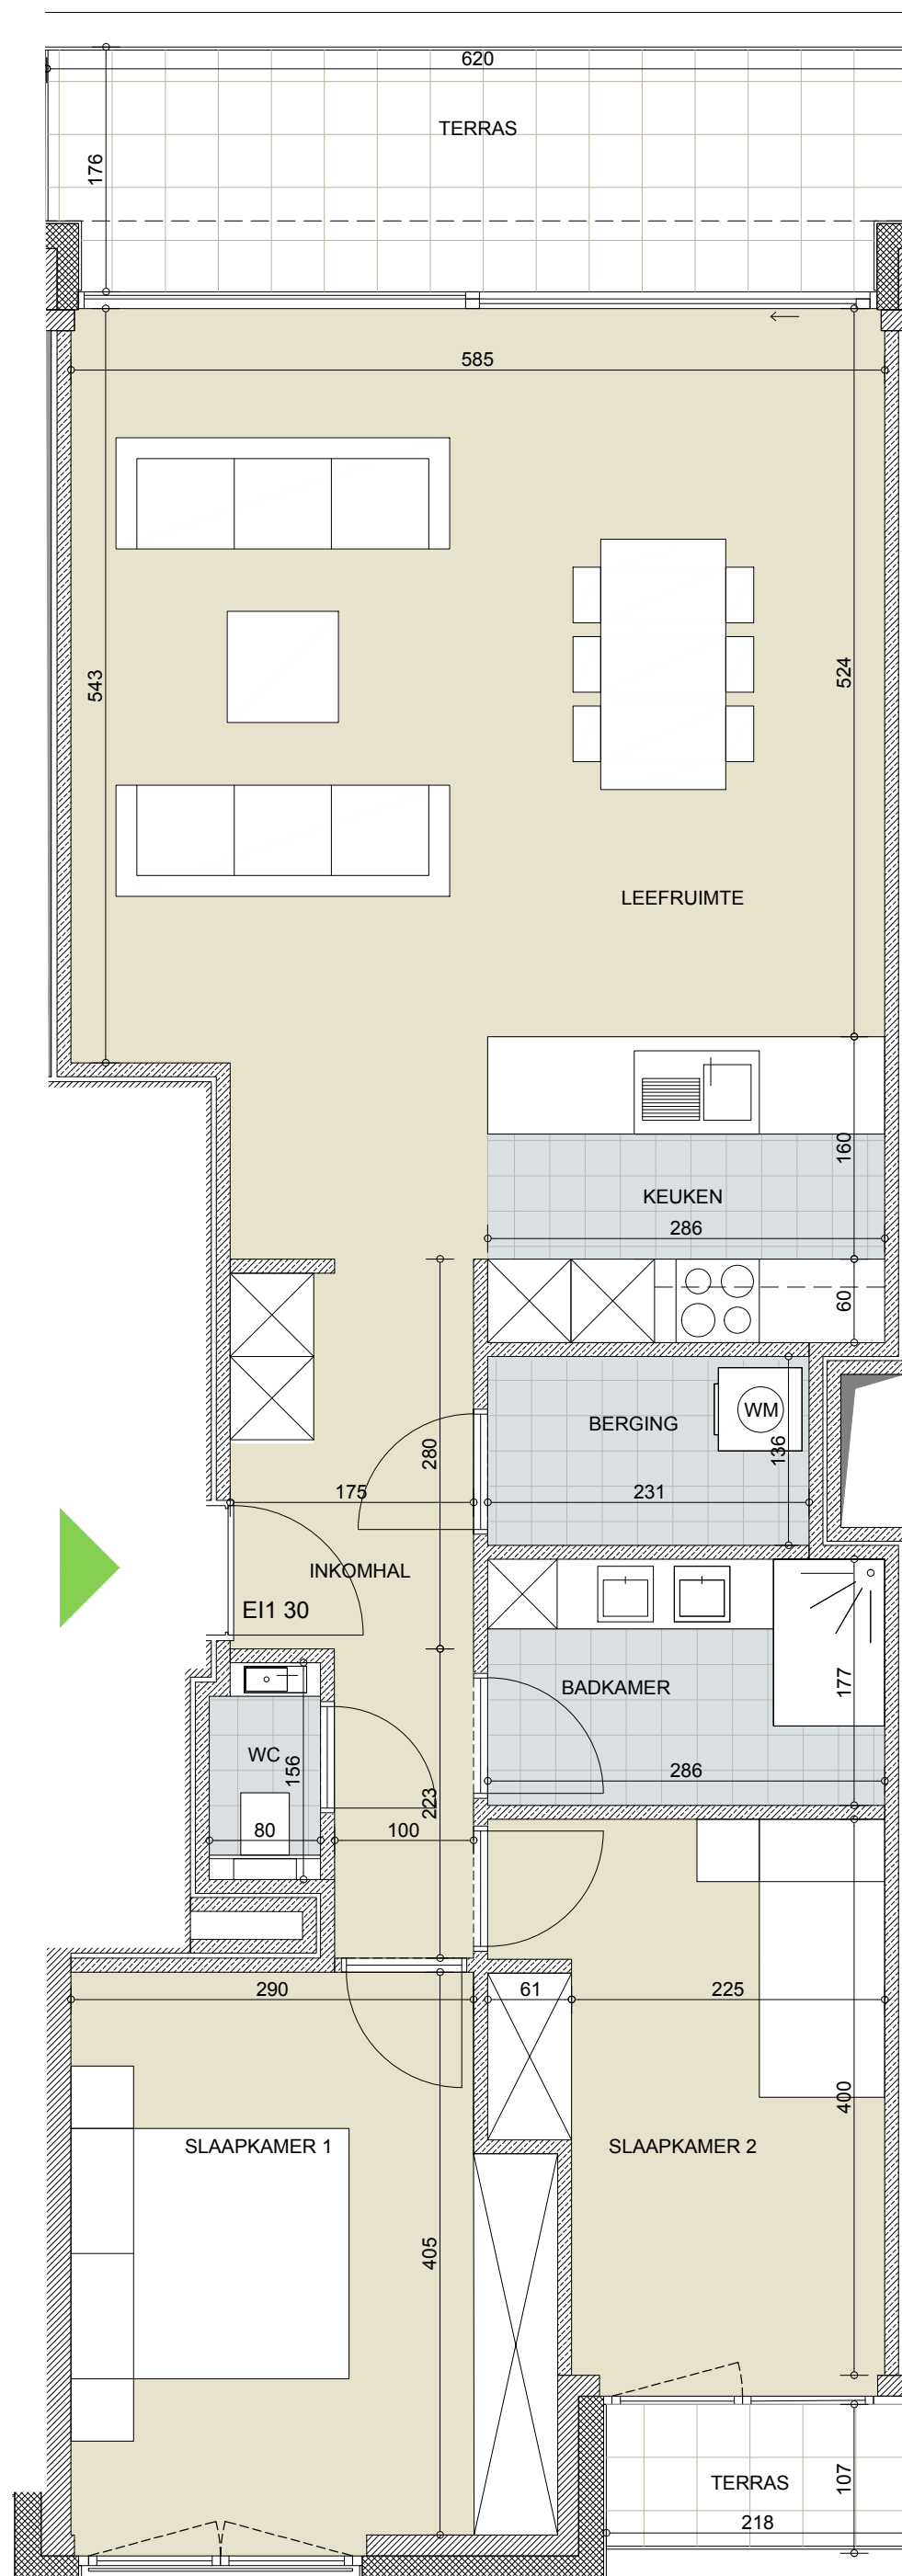 620
TERRAS
176
585
543
524
LEEFRUIMTE
160
KEUKEN
286
60
WM
BERGING
136
280
175
231
INKOMHAL
EI1 30
BADKAMER
177
WC
156
286
223
80
100
290
61
225
400
SLAAPKAMER 1
SLAAPKAMER 2
405
TERRAS
107
218